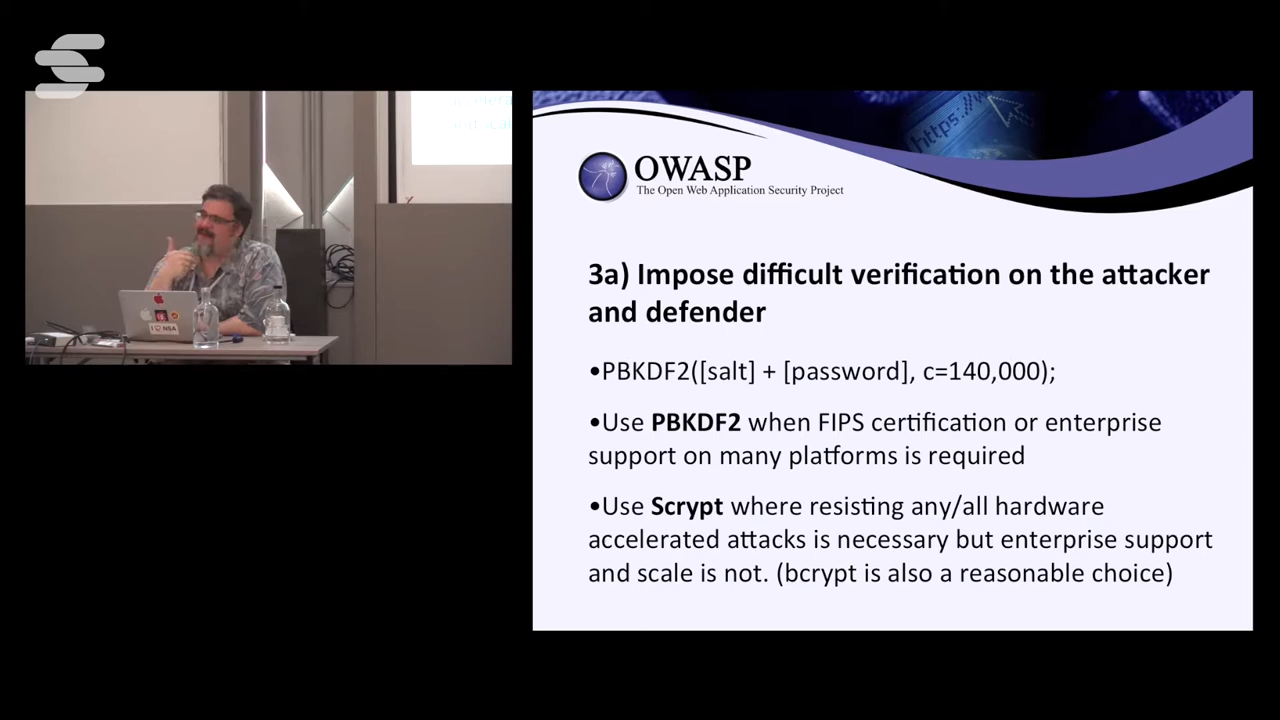 https://
OWASP
The Open Web Application Security Project
3a) Impose difficult verification on the attacker
and defender
•PBKDF2([salt] + [password], c=140,000);
•Use PBKDF2 when FIPS certification or enterprise
support on many platforms is required
•Use Scrypt where resisting any/all hardware
accelerated attacks is necessary but enterprise support
and scale is not. (bcrypt is also a reasonable choice)
I ♡ NSA